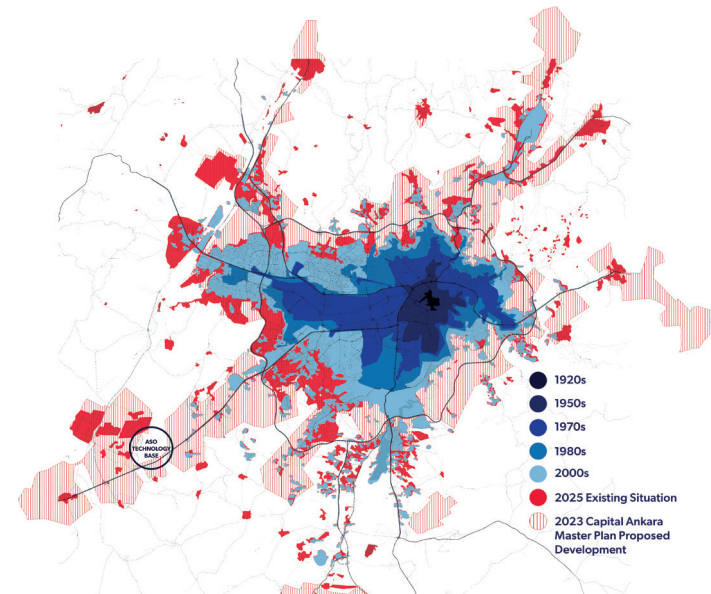 ASO
TECHNOLOGY
BASE
1920s
1950s
1970s
1980s
2000s
2025 Existing Situation
2023 Capital Ankara
Master Plan Proposed
Development